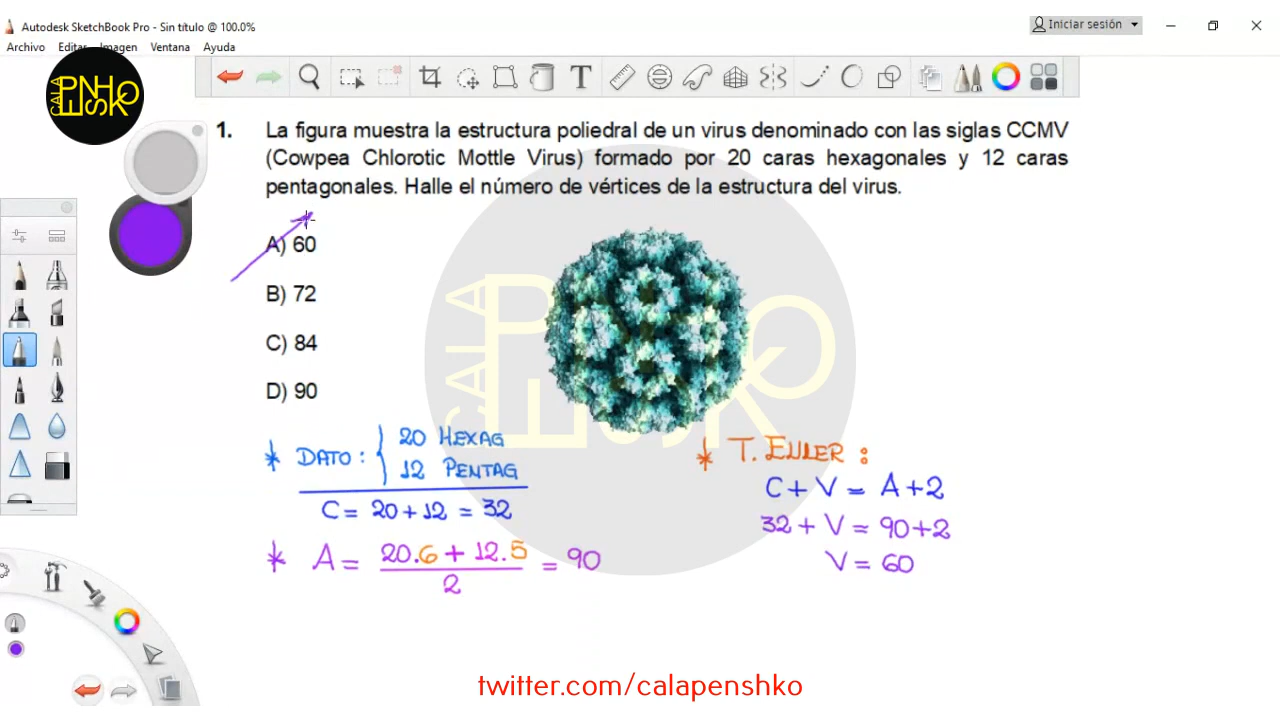 Autodesk SketchBook Pro - Sin título @ 100.0%
Iniciar sesión
Archivo Editar Imagen Ventana Ayuda
CALA PENSHKO
T
1. La figura muestra la estructura poliedral de un virus denominado con las siglas CCMV
(Cowpea Chlorotic Mottle Virus) formado por 20 caras hexagonales y 12 caras
pentagonales. Halle el número de vértices de la estructura del virus.
A) 60
B) 72
C) 84
D) 90
CALA PENSHKO
* DATO: { 20 HEXAG
12 PENTAG
C = 20 + 12 = 32
* A = 20.6 + 12.5 / 2 = 90
* T. EULER:
C + V = A + 2
32 + V = 90 + 2
V = 60
twitter.com/calapenshko